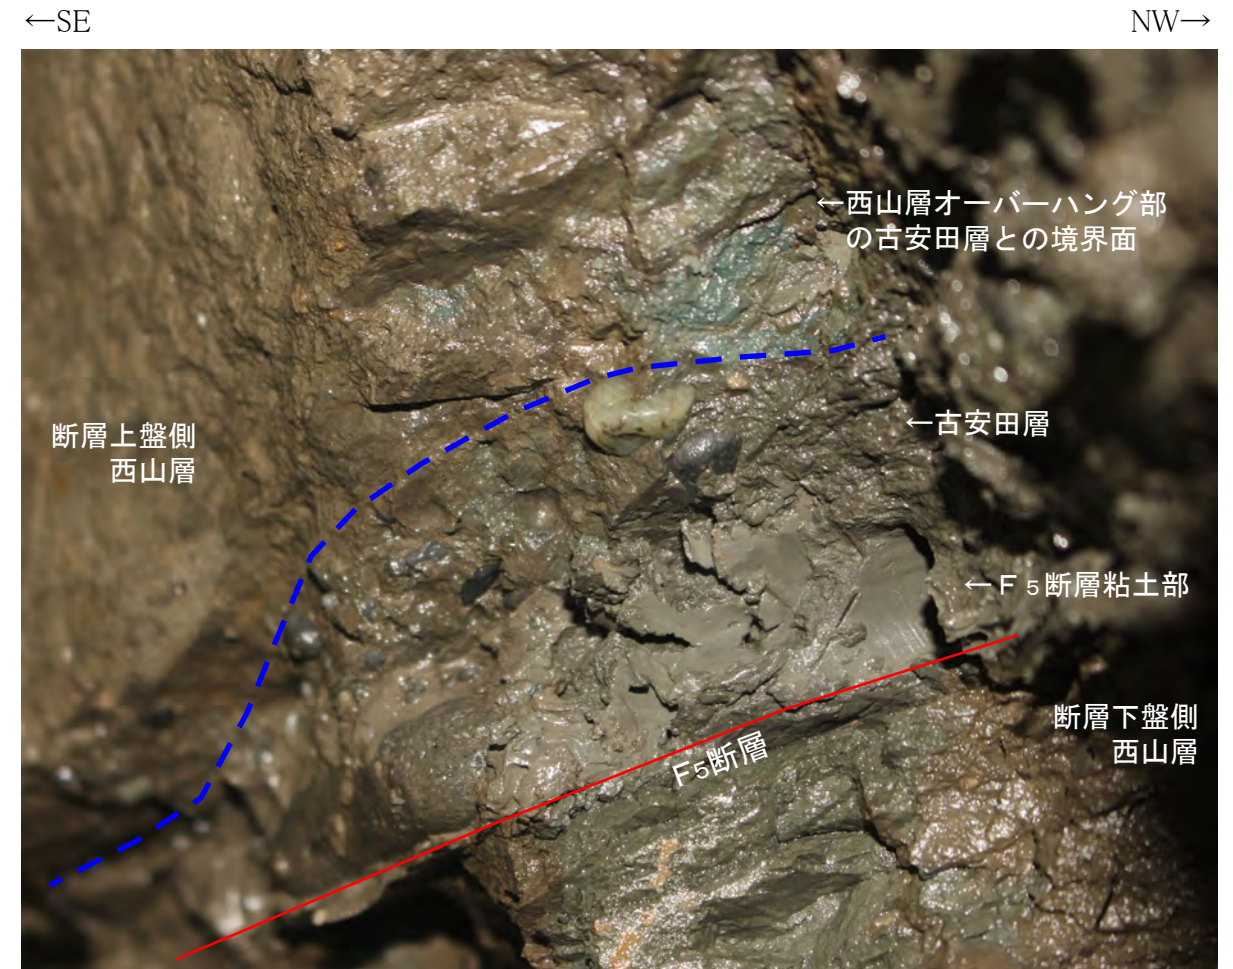 ←SE
NW→
←西山層オーバーハング部
の古安田層との境界面
←古安田層
断層上盤側
西山層
←Ｆ５断層粘土部
断層下盤側
西山層
F5断層